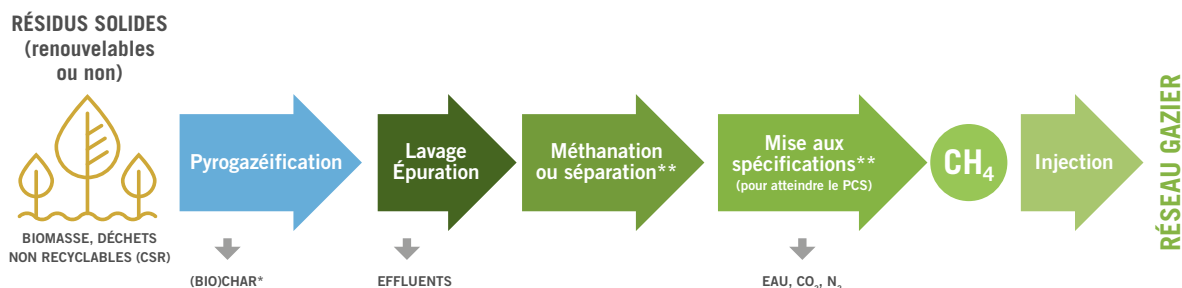 RÉSIDUS SOLIDES
(renouvelables
ou non)
BIOMASSE, DÉCHETS
NON RECYCLABLES (CSR)
Pyrogazéification
(BIO)CHAR*
Lavage
Épuration
EFFLUENTS
Méthanation
ou séparation**
Mise aux
spécifications**
(pour atteindre le PCS)
EAU, CO₂, N₂
CH₄
Injection
RÉSEAU GAZIER